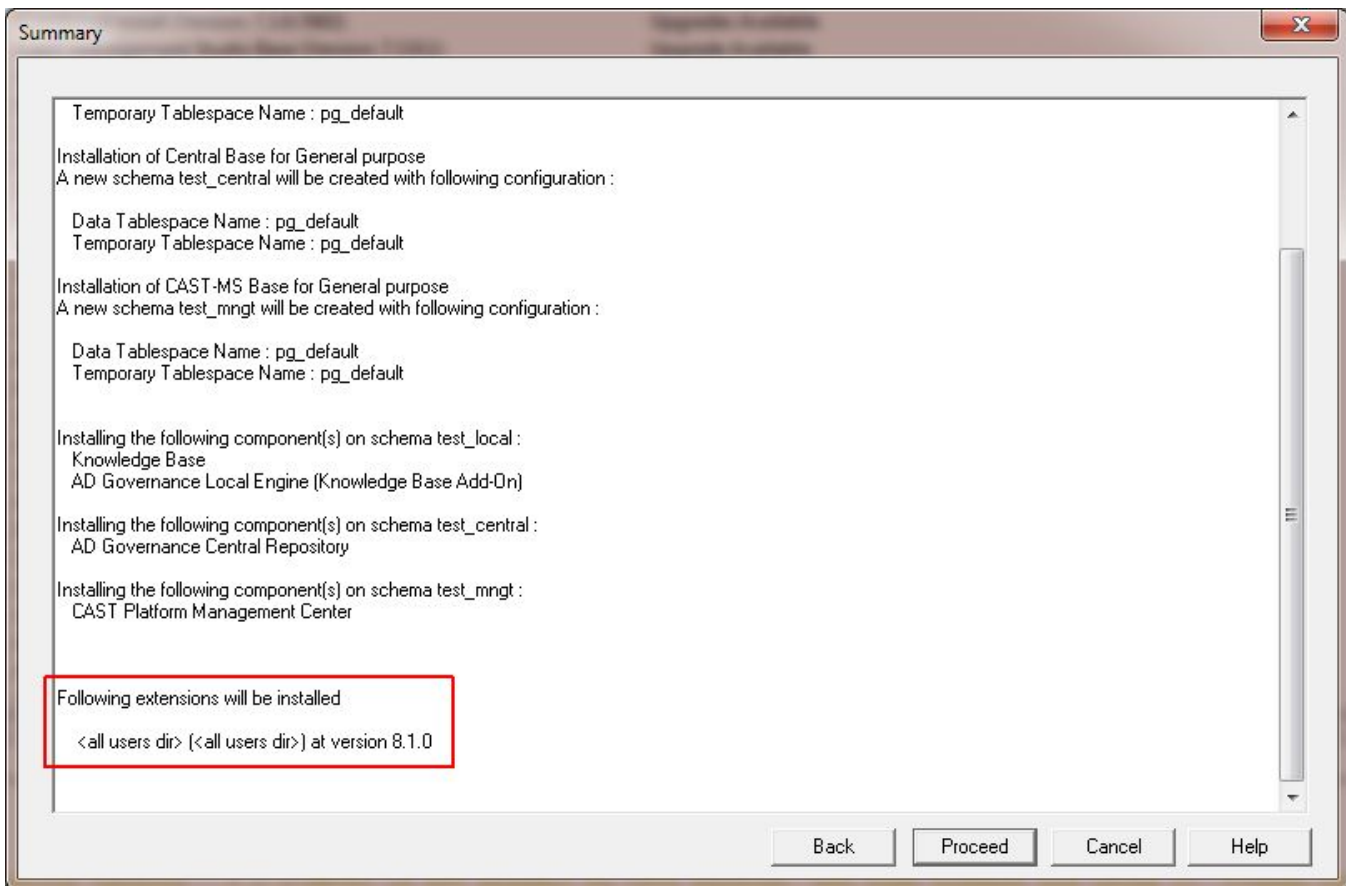 Summary
Temporary Tablespace Name : pg_default
Installation of Central Base for General purpose
A new schema test_central will be created with following configuration :
Data Tablespace Name : pg_default
Temporary Tablespace Name : pg_default
Installation of CAST-MS Base for General purpose
A new schema test_mngt will be created with following configuration :
Data Tablespace Name : pg_default
Temporary Tablespace Name : pg_default
Installing the following component(s) on schema test_local :
Knowledge Base
AD Governance Local Engine (Knowledge Base Add-On)
Installing the following component(s) on schema test_central :
AD Governance Central Repository
Installing the following component(s) on schema test_mngt :
CAST Platform Management Center
Following extensions will be installed
<all users dir> (<all users dir>) at version 8.1.0
Back Proceed Cancel Help